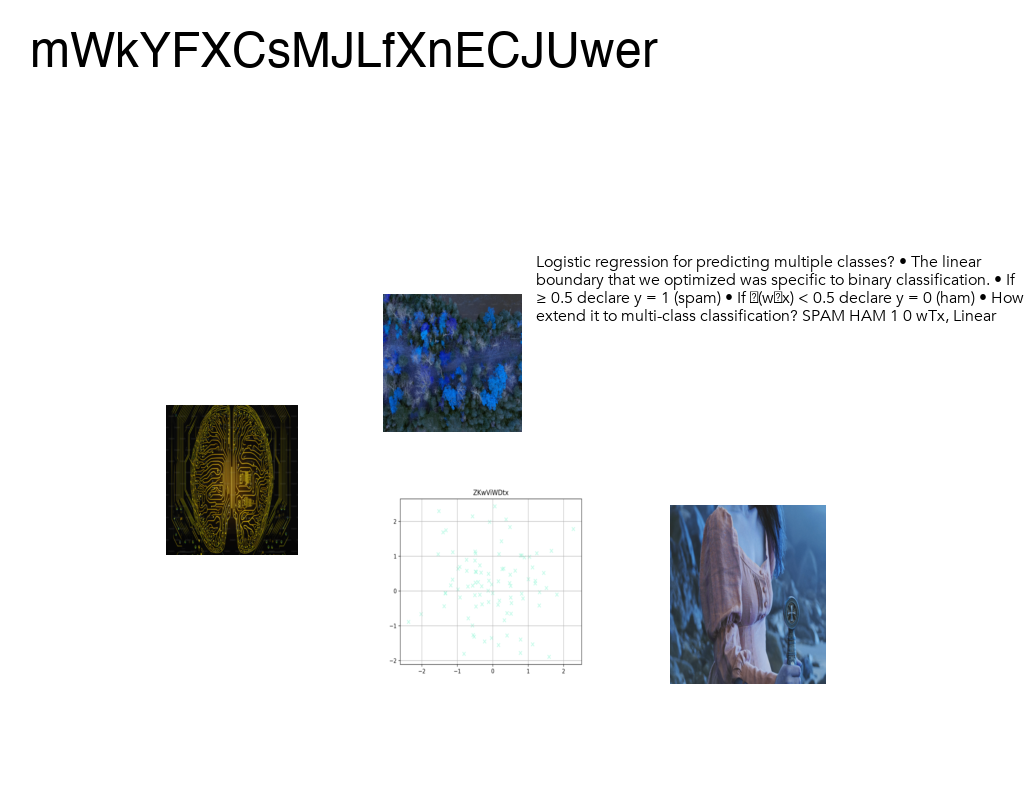 mWkYFXCsMJLfXnECJUwer
Logistic regression for predicting multiple classes? • The linear
boundary that we optimized was specific to binary classification. • If
≥ 0.5 declare y = 1 (spam) • If (w x) < 0.5 declare y = 0 (ham) • How
extend it to multi-class classification? SPAM HAM 1 0 wTx, Linear
ZKwViWDtx
2
1
0
−1
−2
−2 −1 0 1 2